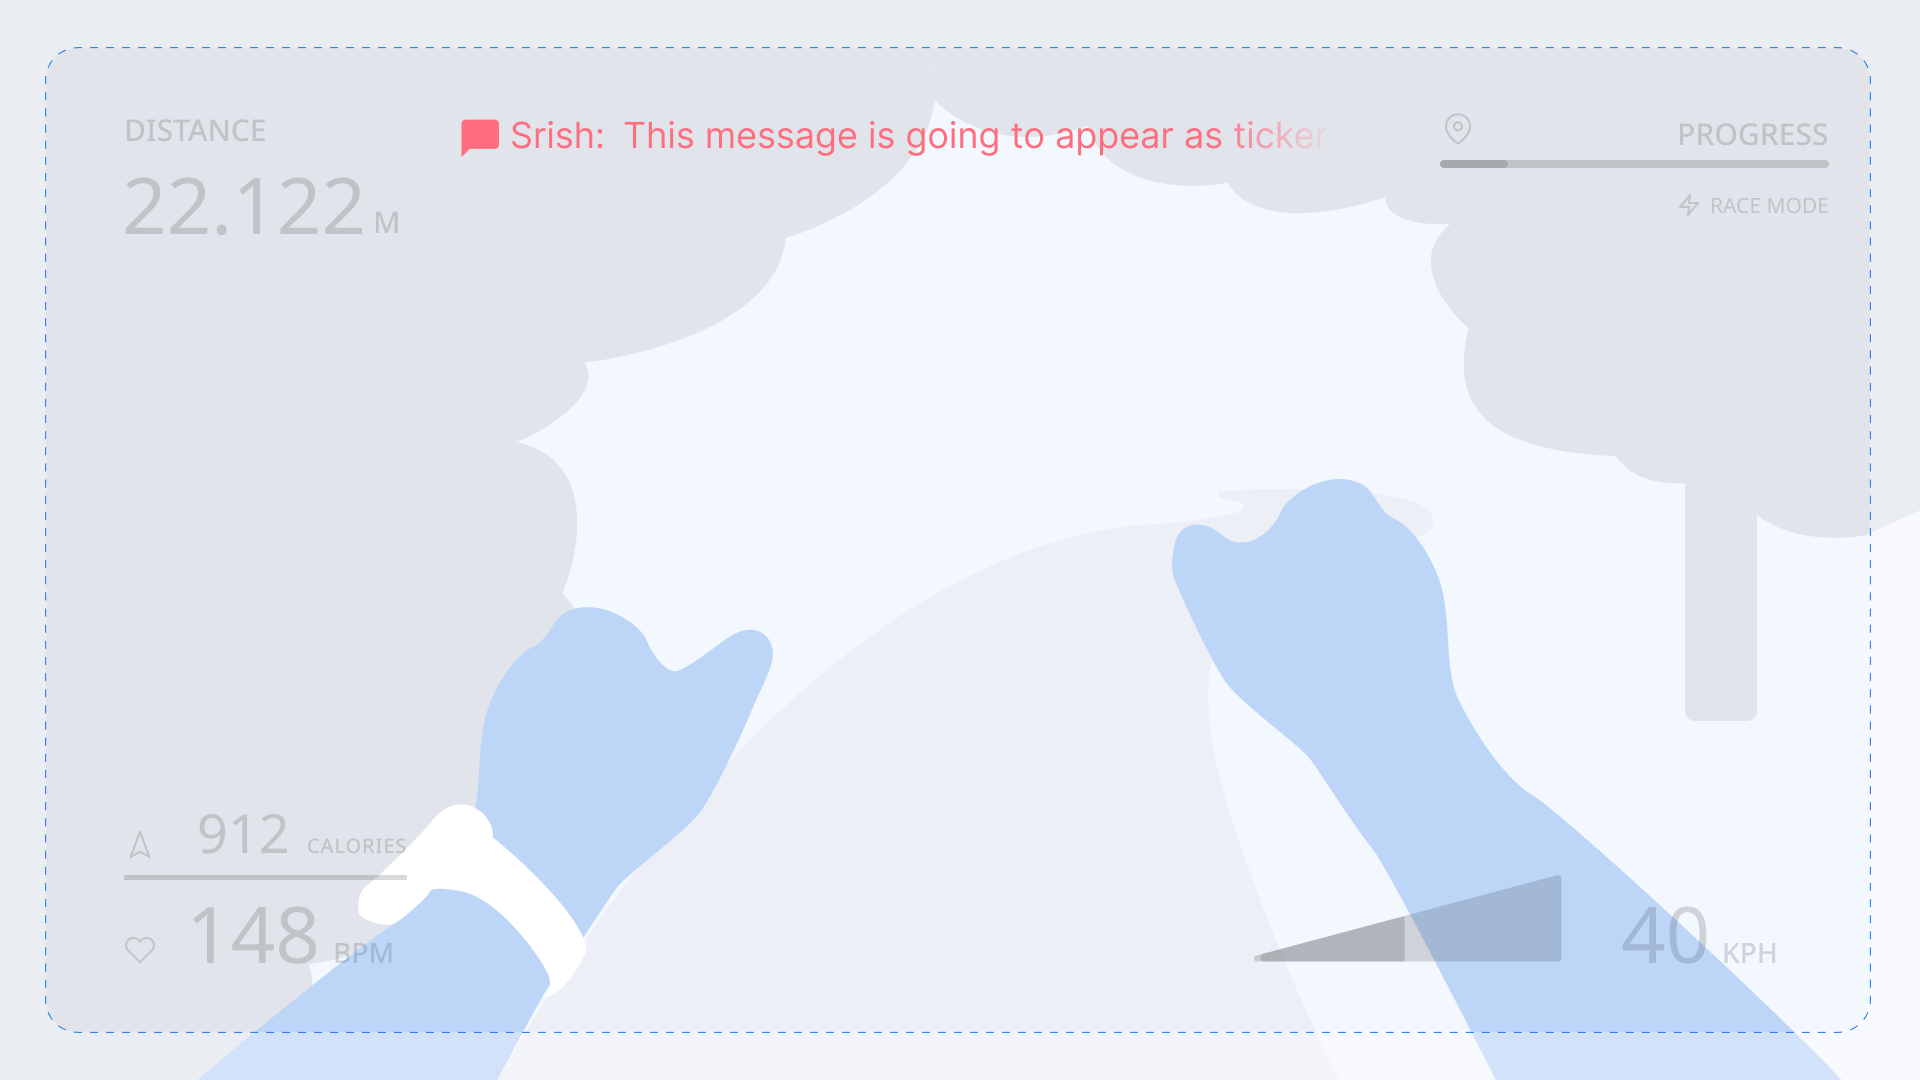 DISTANCE
22.122 M
Srish: This message is going to appear as ticker
PROGRESS
RACE MODE
912 CALORIES
148 BPM
40 KPH